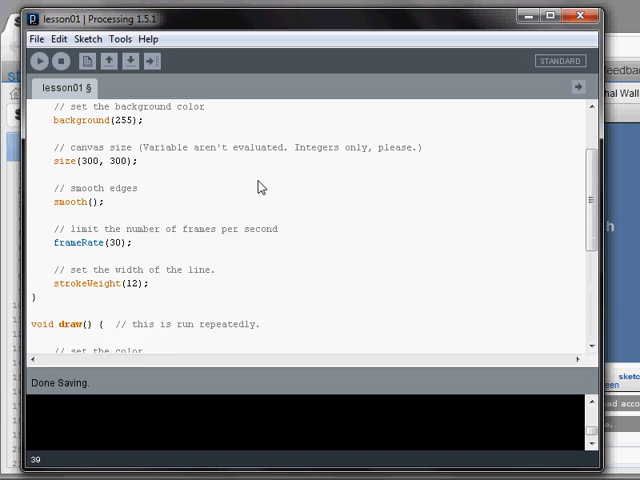 lesson01 | Processing 1.5.1
File Edit Sketch Tools Help
STANDARD
lesson01 §
// set the background color
background(255);
// canvas size (Variable aren't evaluated. Integers only, please.)
size(300, 300);
// smooth edges
smooth();
// limit the number of frames per second
frameRate(30);
// set the width of the line.
strokeWeight(12);
}
void draw() { // this is run repeatedly.
// set the color
Done Saving.
39